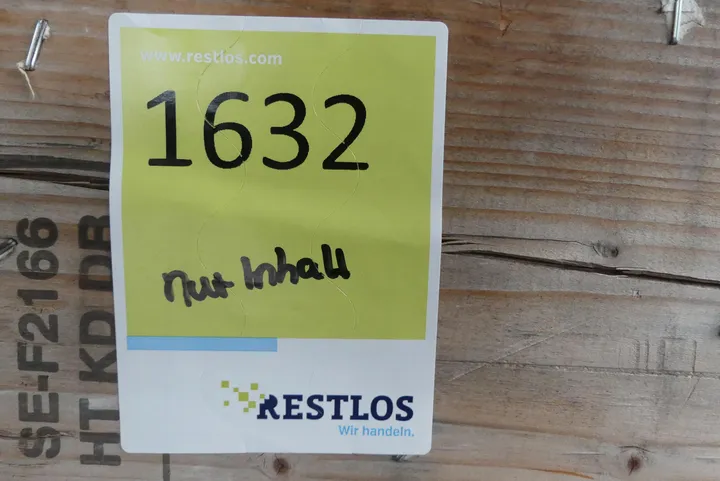 www.restlos.com
1632
nur Inhalt
RESTLOS
Wir handeln.
SE-F2166
HT KD DB